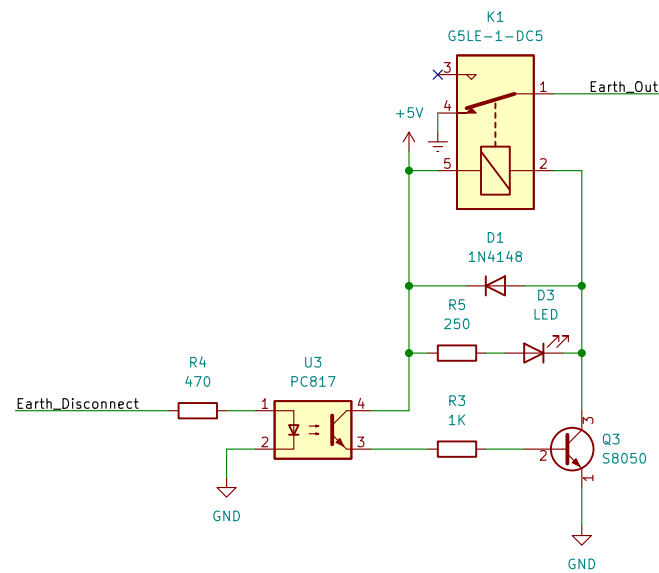 K1
G5LE-1-DC5
3
1
Earth_Out
4
+5V
5
2
D1
1N4148
D3
LED
R5
250
R4
470
U3
PC817
Earth_Disconnect
1
4
R3
1K
3
Q3
S8050
2
3
2
1
GND
GND